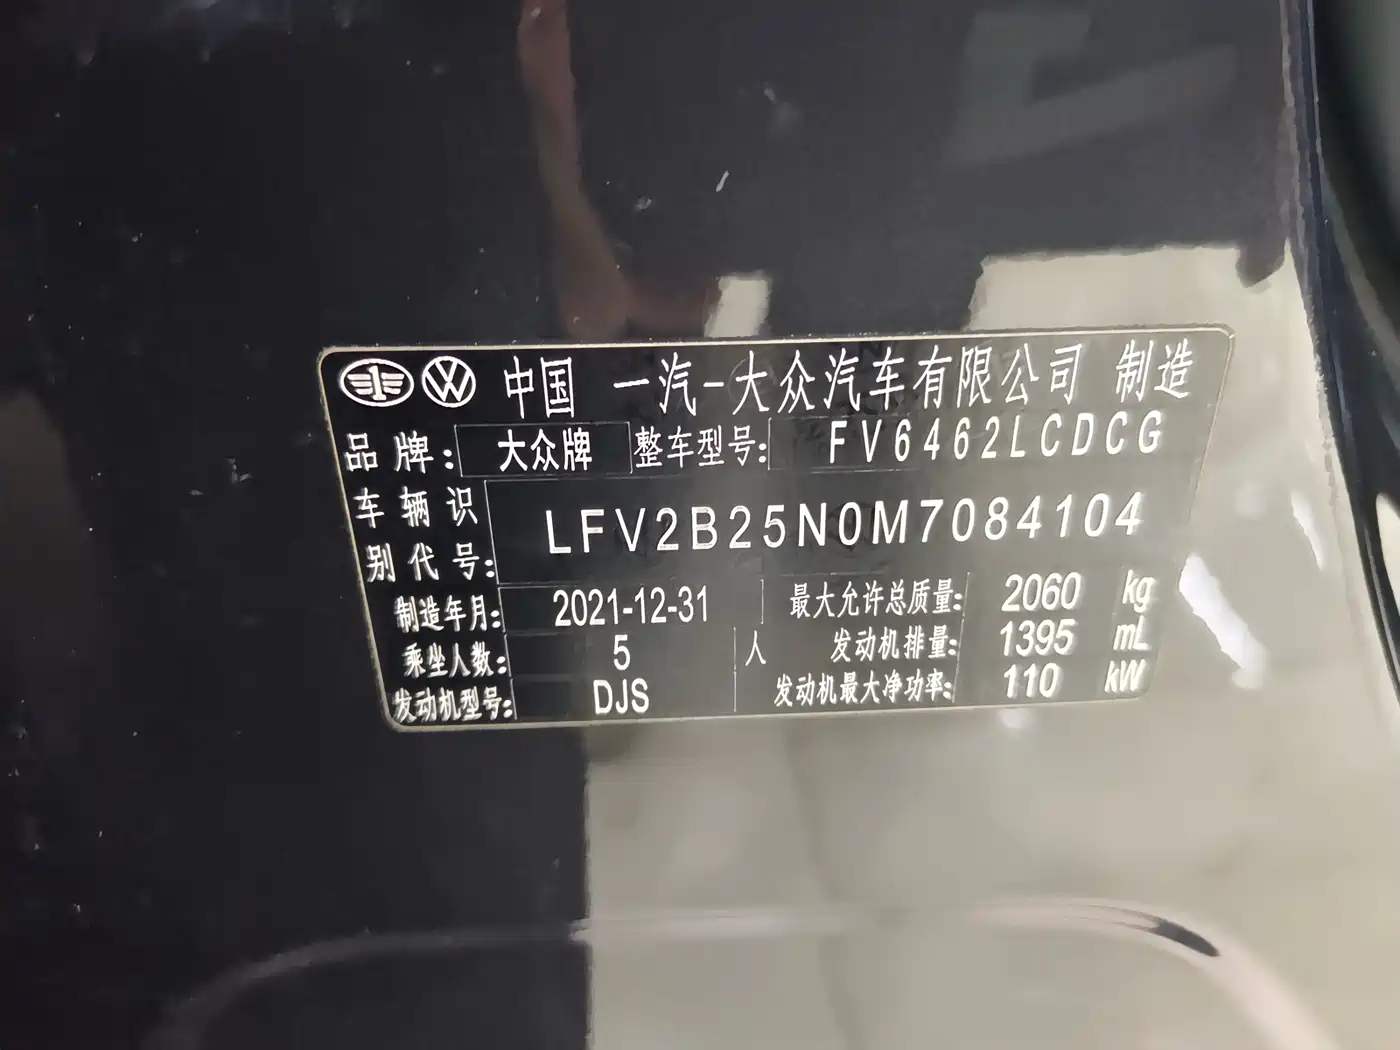 中国 一汽-大众汽车有限公司 制造
品牌: 大众牌 整车型号: FV6462LCDCG
车辆识别代号: LFV2B25N0M7084104
制造年月: 2021-12-31 最大允许总质量: 2060 kg
乘坐人数: 5 人 发动机排量: 1395 mL
发动机型号: DJS 发动机最大净功率: 110 kW